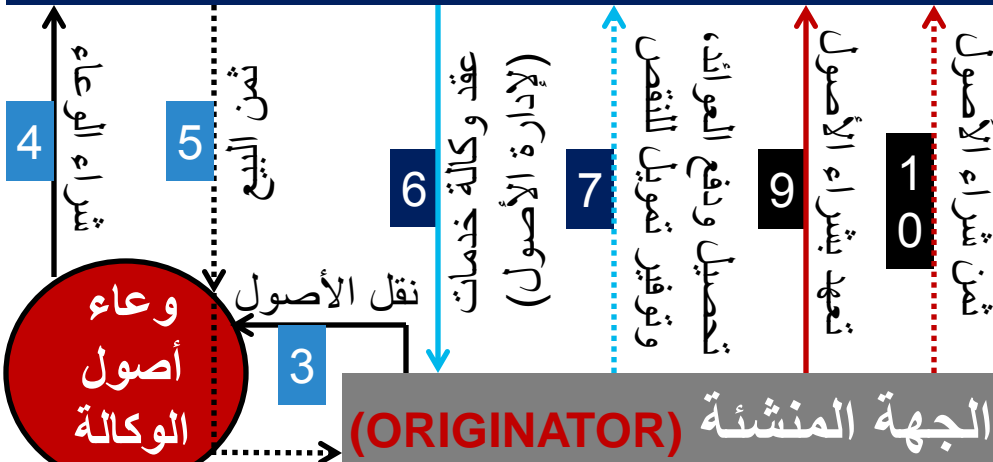 4
شراء الوعاء
5
ثمن البيع
6
عقد وكالة خدمات
(لإدارة الأصول)
7
تحصيل ودفع العوائد،
وتوفير تمويل للنقص
9
تعهد بشراء الأصول
10
ثمن شراء الأصول
نقل الأصول
3
وعاء
أصول
الوكالة
الجهة المنشئة (ORIGINATOR)